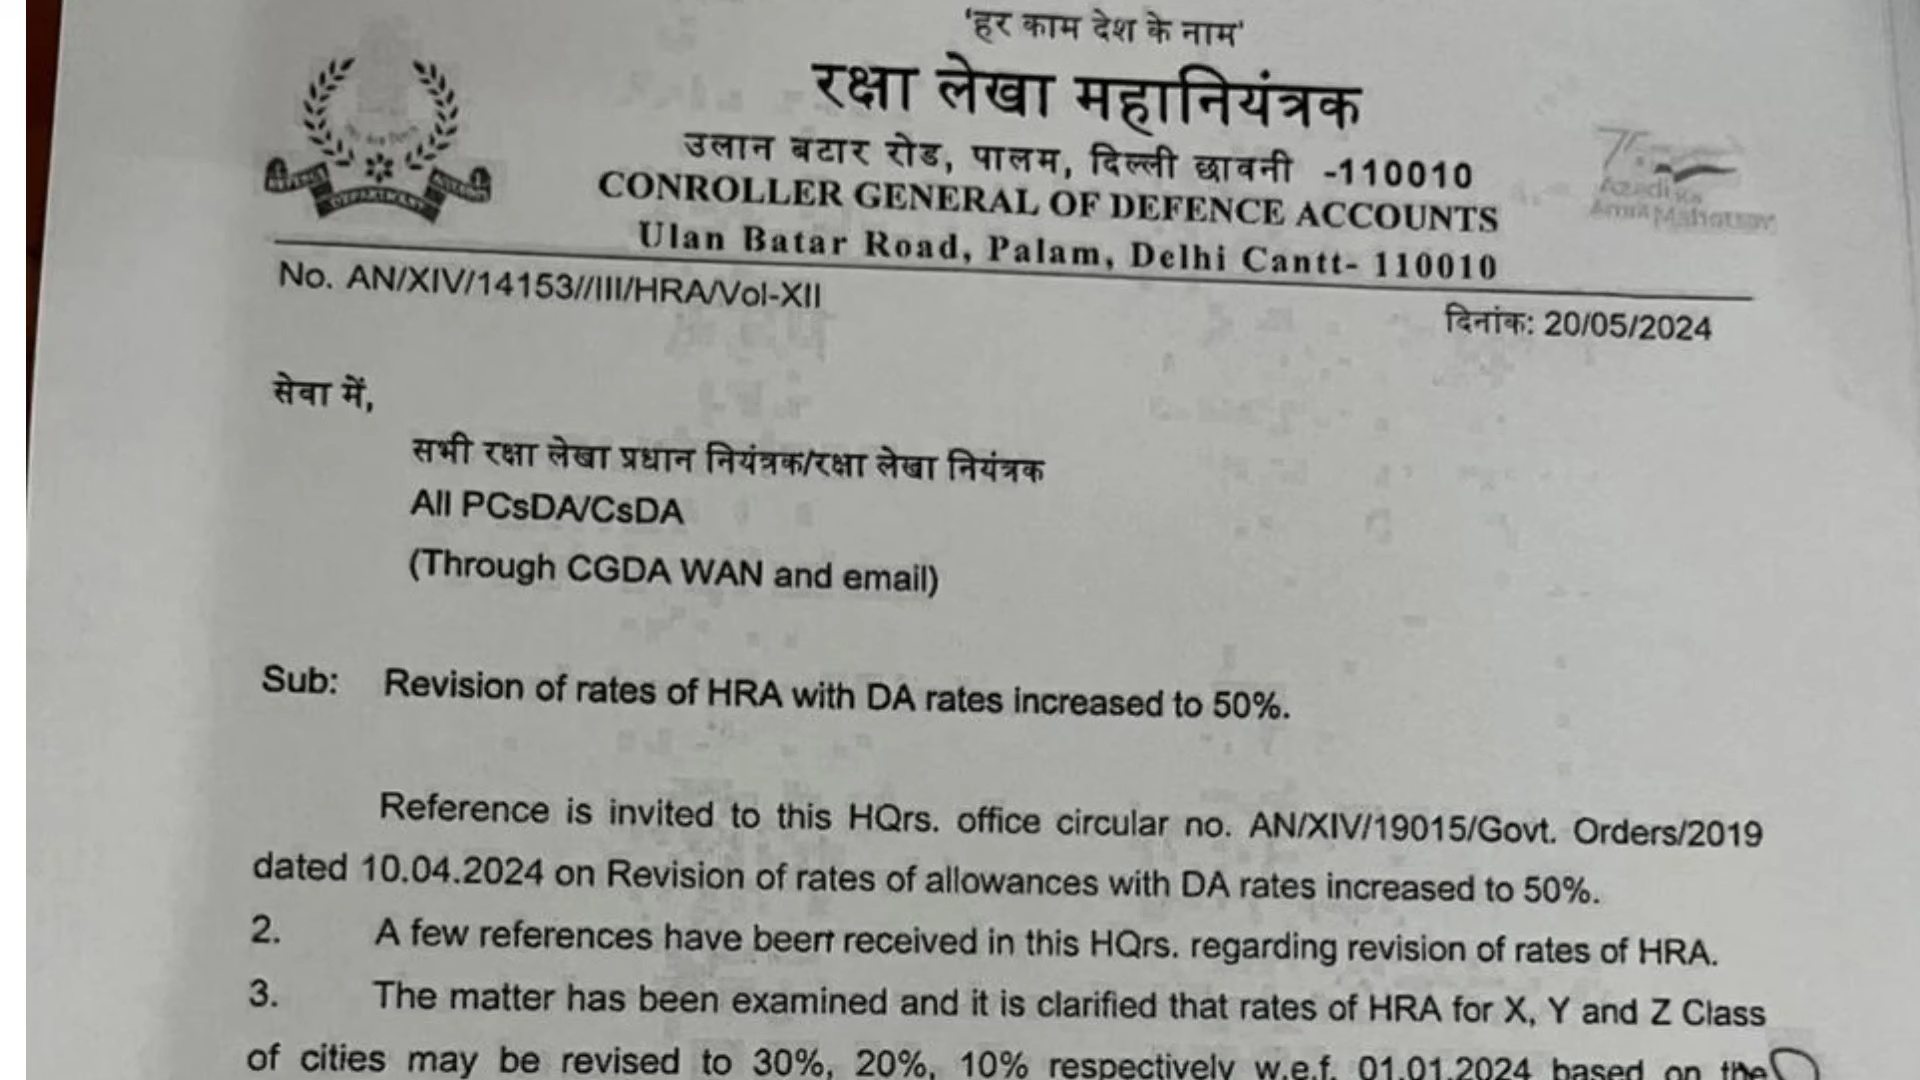 'हर काम देश के नाम'
रक्षा लेखा महानियंत्रक
उलान बटार रोड, पालम, दिल्ली छावनी -110010
CONROLLER GENERAL OF DEFENCE ACCOUNTS
Ulan Batar Road, Palam, Delhi Cantt- 110010
Azadi Ka
Amrit Mahotsav
No. AN/XIV/14153//III/HRA/Vol-XII
दिनांक: 20/05/2024
सेवा में,
सभी रक्षा लेखा प्रधान नियंत्रक/रक्षा लेखा नियंत्रक
All PCsDA/CsDA
(Through CGDA WAN and email)
Sub: Revision of rates of HRA with DA rates increased to 50%.
Reference is invited to this HQrs. office circular no. AN/XIV/19015/Govt. Orders/2019
dated 10.04.2024 on Revision of rates of allowances with DA rates increased to 50%.
2. A few references have been received in this HQrs. regarding revision of rates of HRA.
3. The matter has been examined and it is clarified that rates of HRA for X, Y and Z Class
of cities may be revised to 30%, 20%, 10% respectively w.e.f. 01.01.2024 based on the